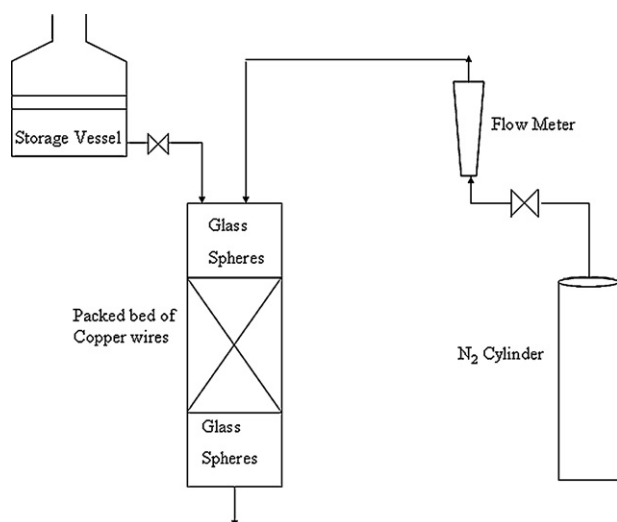 Storage Vessel
Flow Meter
Glass
Spheres
Packed bed of
Copper wires
N₂ Cylinder
Glass
Spheres